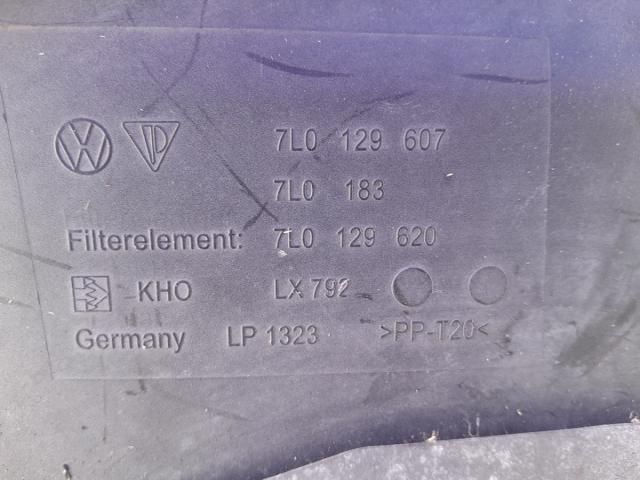 7L0 129 607
7L0 183
Filterelement: 7L0 129 620
KHO LX 792
Germany LP 1323 >PP-T20<